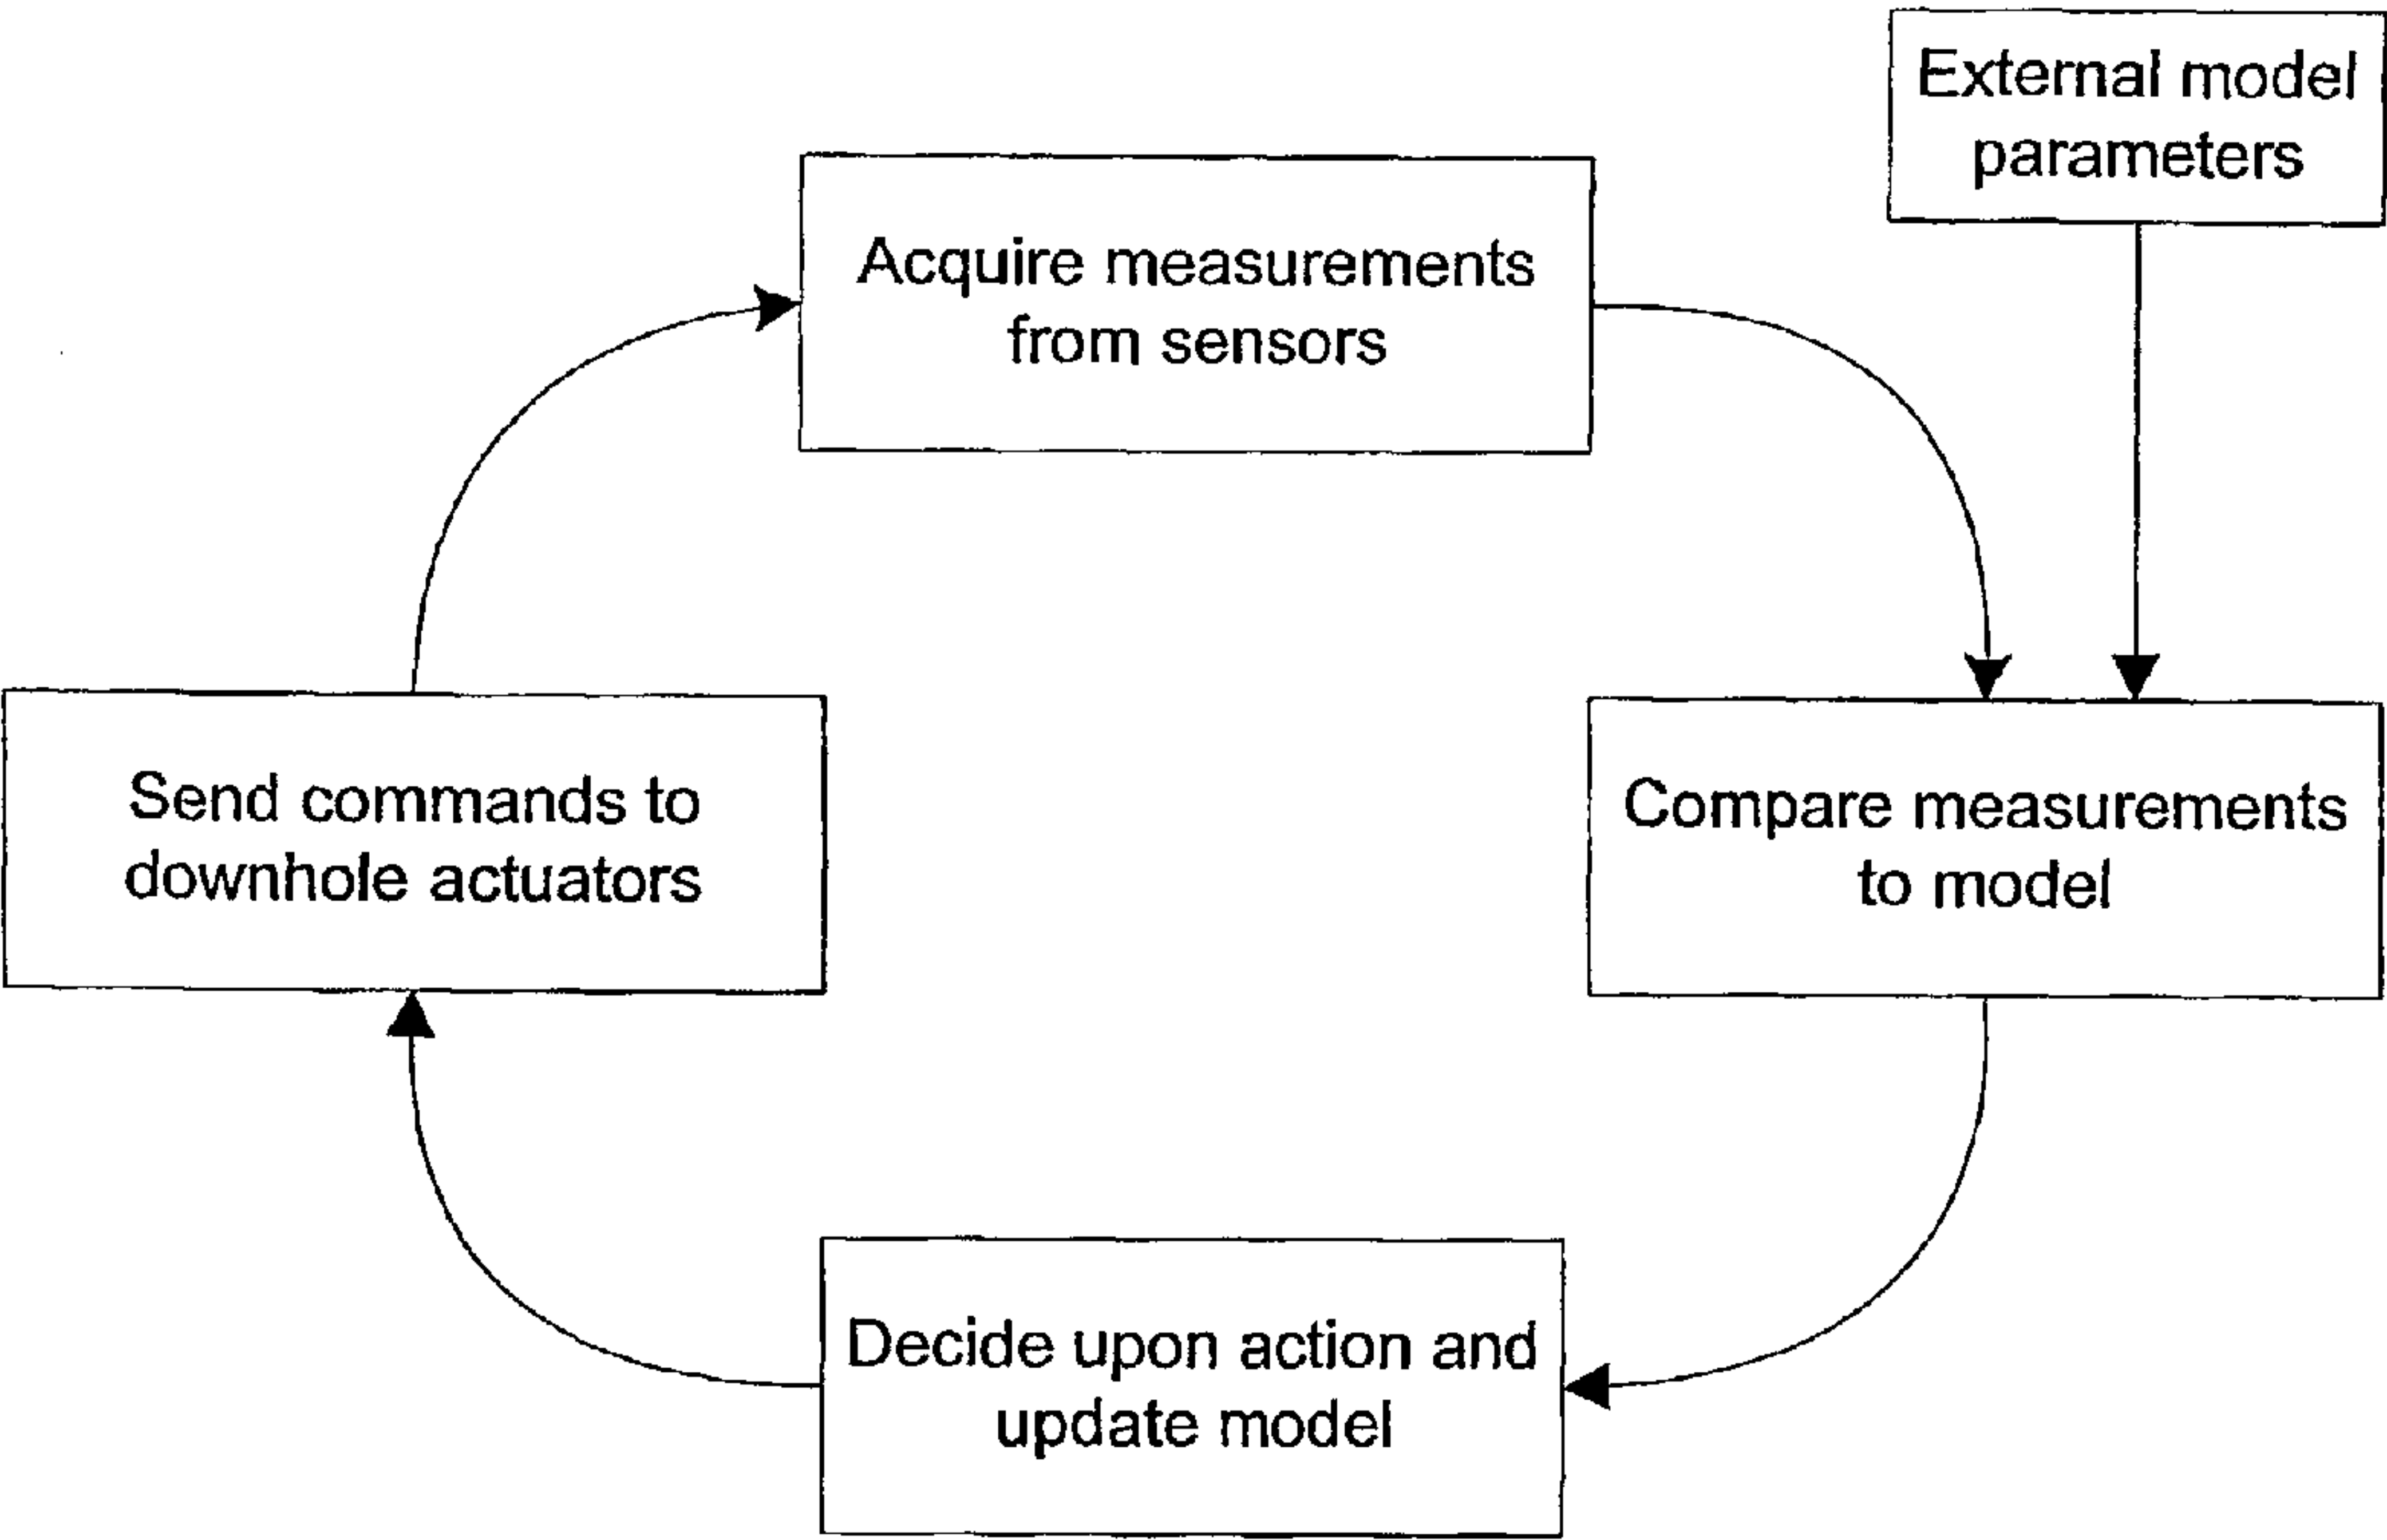 External model
parameters
Acquire measurements
from sensors
Send commands to
downhole actuators
Compare measurements
to model
Decide upon action and
update model